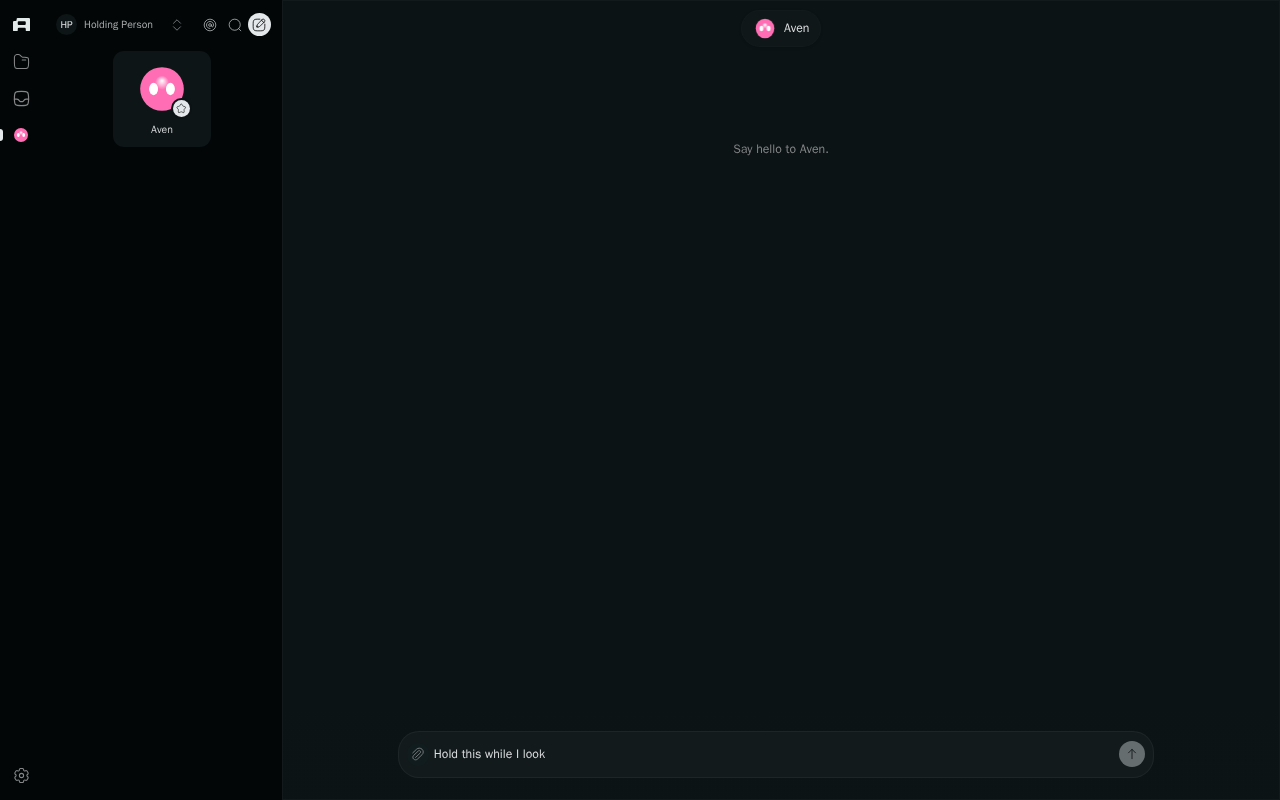 HP Holding Person
Aven
Aven
Say hello to Aven.
Hold this while I look